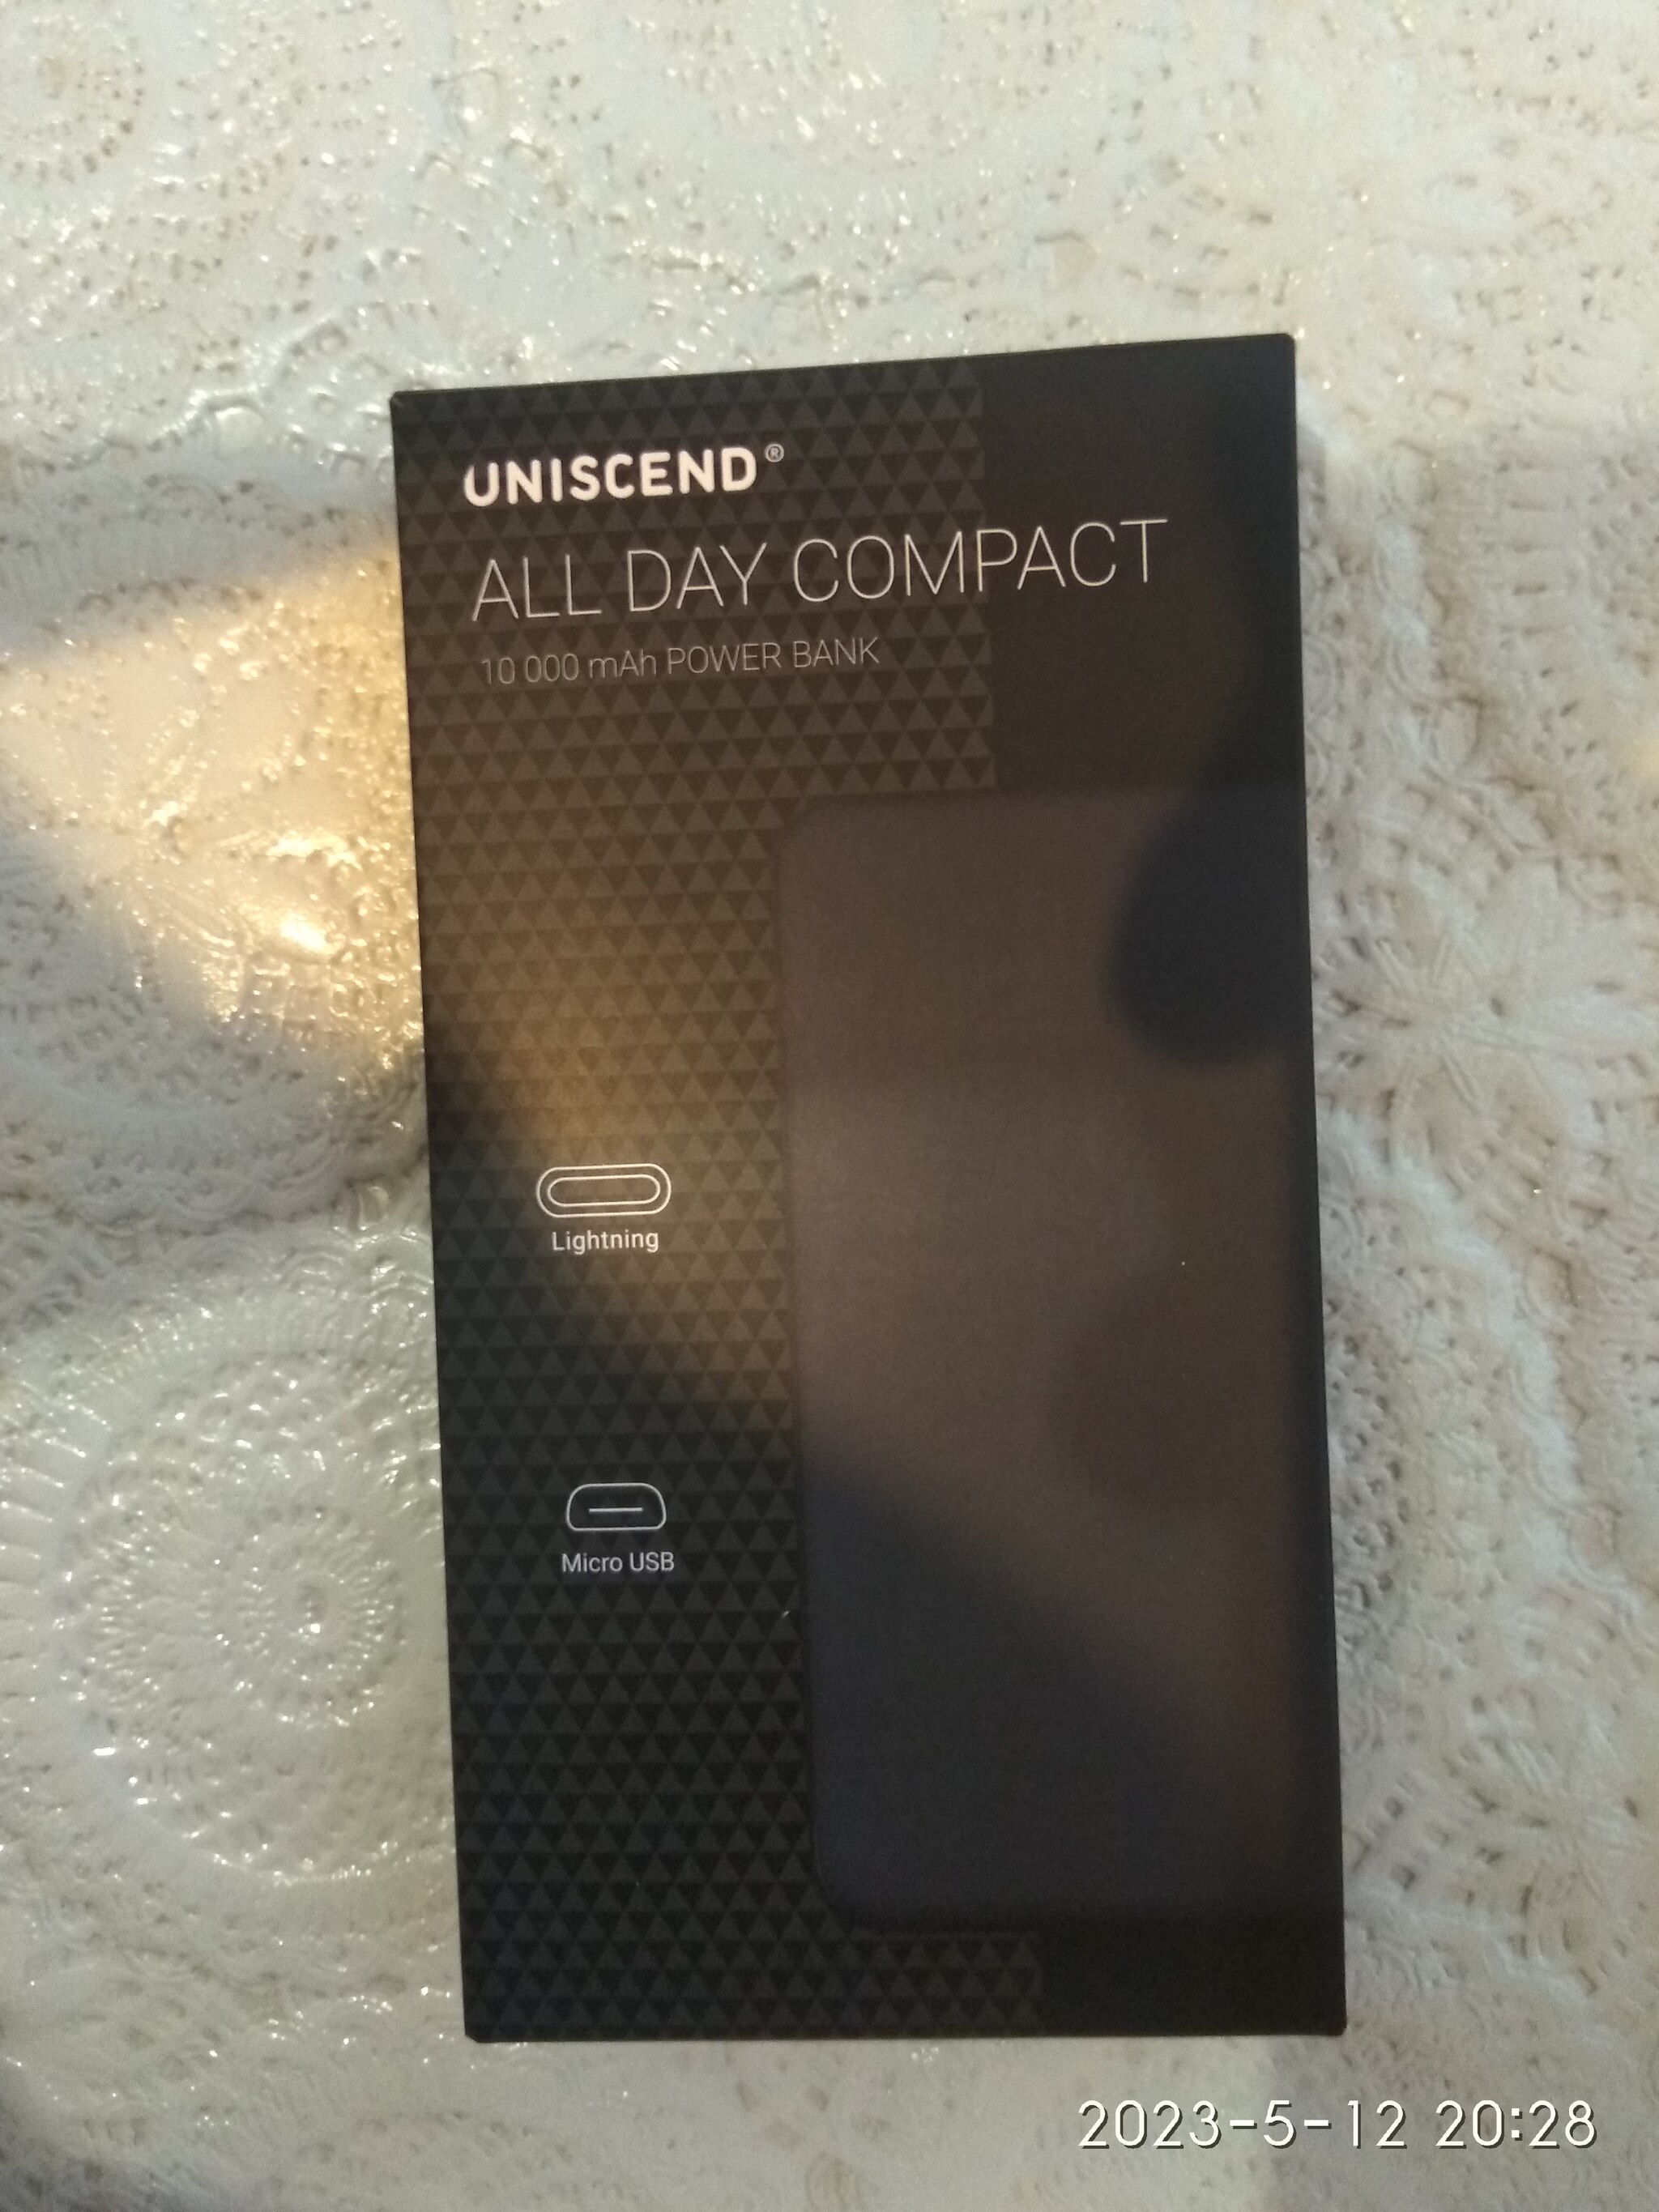 UNISCEND®
ALL DAY COMPACT
10 000 mAh POWER BANK
Lightning
Micro USB
2023-5-12 20:28